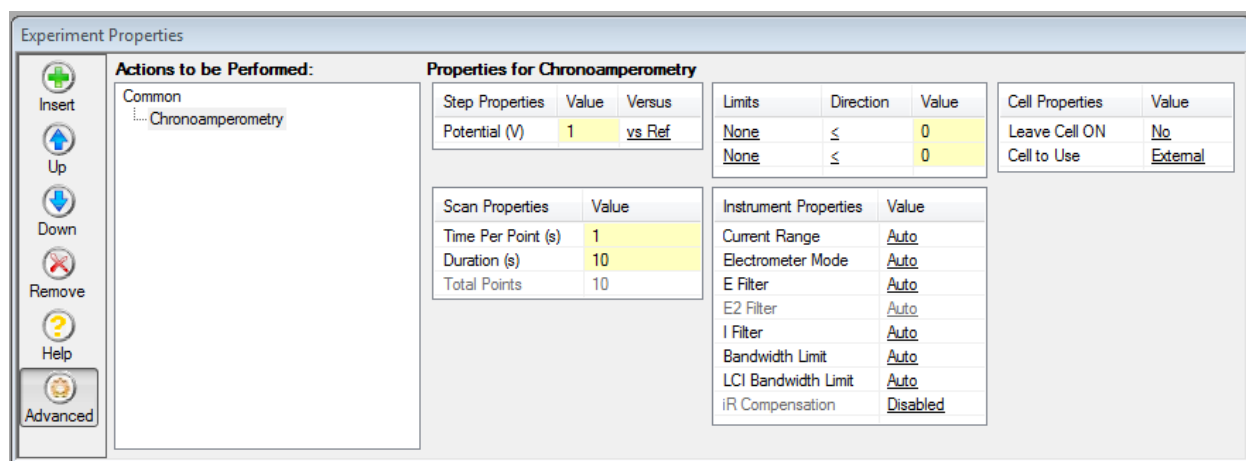 Experiment Properties
Insert
Up
Down
Remove
Help
Advanced
Actions to be Performed:
Common
Chronoamperometry
Properties for Chronoamperometry
Step Properties Value Versus
Potential (V) 1 vs Ref
Limits Direction Value
None < 0
None < 0
Cell Properties Value
Leave Cell ON No
Cell to Use External
Scan Properties Value
Time Per Point (s) 1
Duration (s) 10
Total Points 10
Instrument Properties Value
Current Range Auto
Electrometer Mode Auto
E Filter Auto
E2 Filter Auto
I Filter Auto
Bandwidth Limit Auto
LCI Bandwidth Limit Auto
iR Compensation Disabled